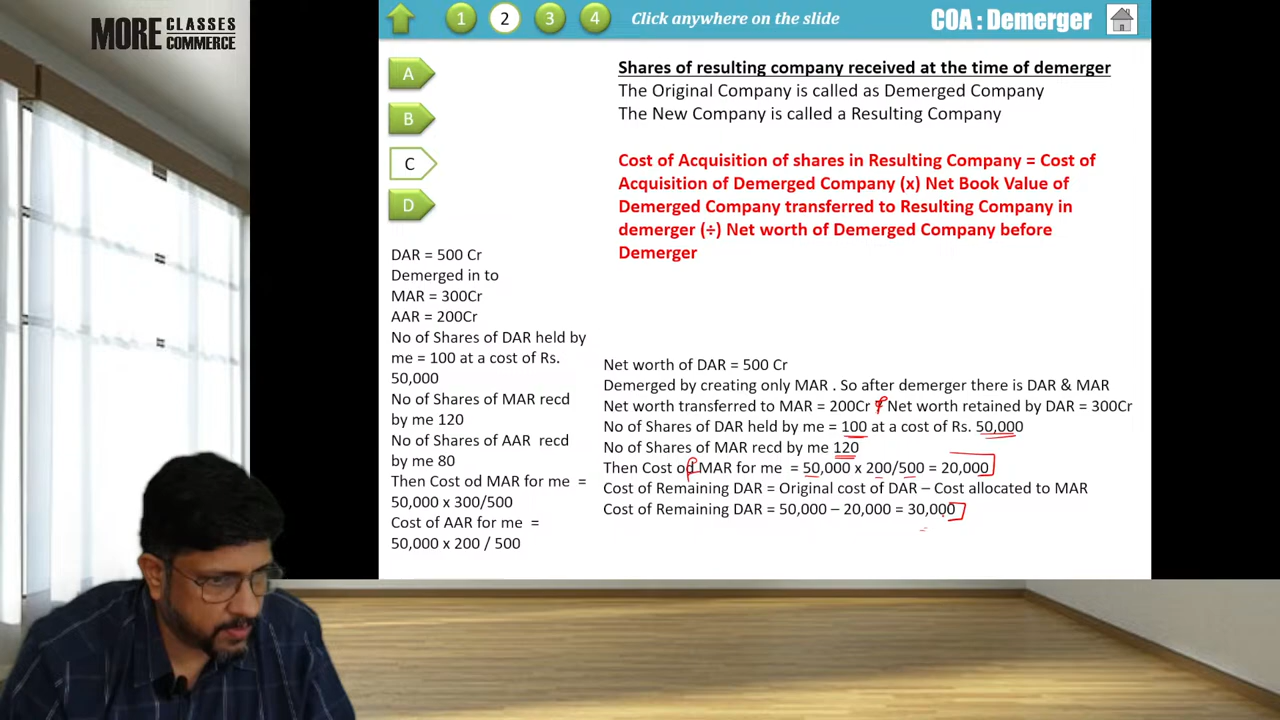 MORE CLASSES COMMERCE
1 2 3 4 Click anywhere on the slide COA : Demerger
A
B
C
D
Shares of resulting company received at the time of demerger
The Original Company is called as Demerged Company
The New Company is called a Resulting Company
Cost of Acquisition of shares in Resulting Company = Cost of
Acquisition of Demerged Company (x) Net Book Value of
Demerged Company transferred to Resulting Company in
demerger (÷) Net worth of Demerged Company before
Demerger
DAR = 500 Cr
Demerged in to
MAR = 300Cr
AAR = 200Cr
No of Shares of DAR held by
me = 100 at a cost of Rs.
50,000
No of Shares of MAR recd
by me 120
No of Shares of AAR recd
by me 80
Then Cost od MAR for me =
50,000 x 300/500
Cost of AAR for me =
50,000 x 200 / 500
Net worth of DAR = 500 Cr
Demerged by creating only MAR . So after demerger there is DAR & MAR
Net worth transferred to MAR = 200Cr Net worth retained by DAR = 300Cr
No of Shares of DAR held by me = 100 at a cost of Rs. 50,000
No of Shares of MAR recd by me 120
Then Cost of MAR for me = 50,000 x 200/500 = 20,000
Cost of Remaining DAR = Original cost of DAR – Cost allocated to MAR
Cost of Remaining DAR = 50,000 – 20,000 = 30,000